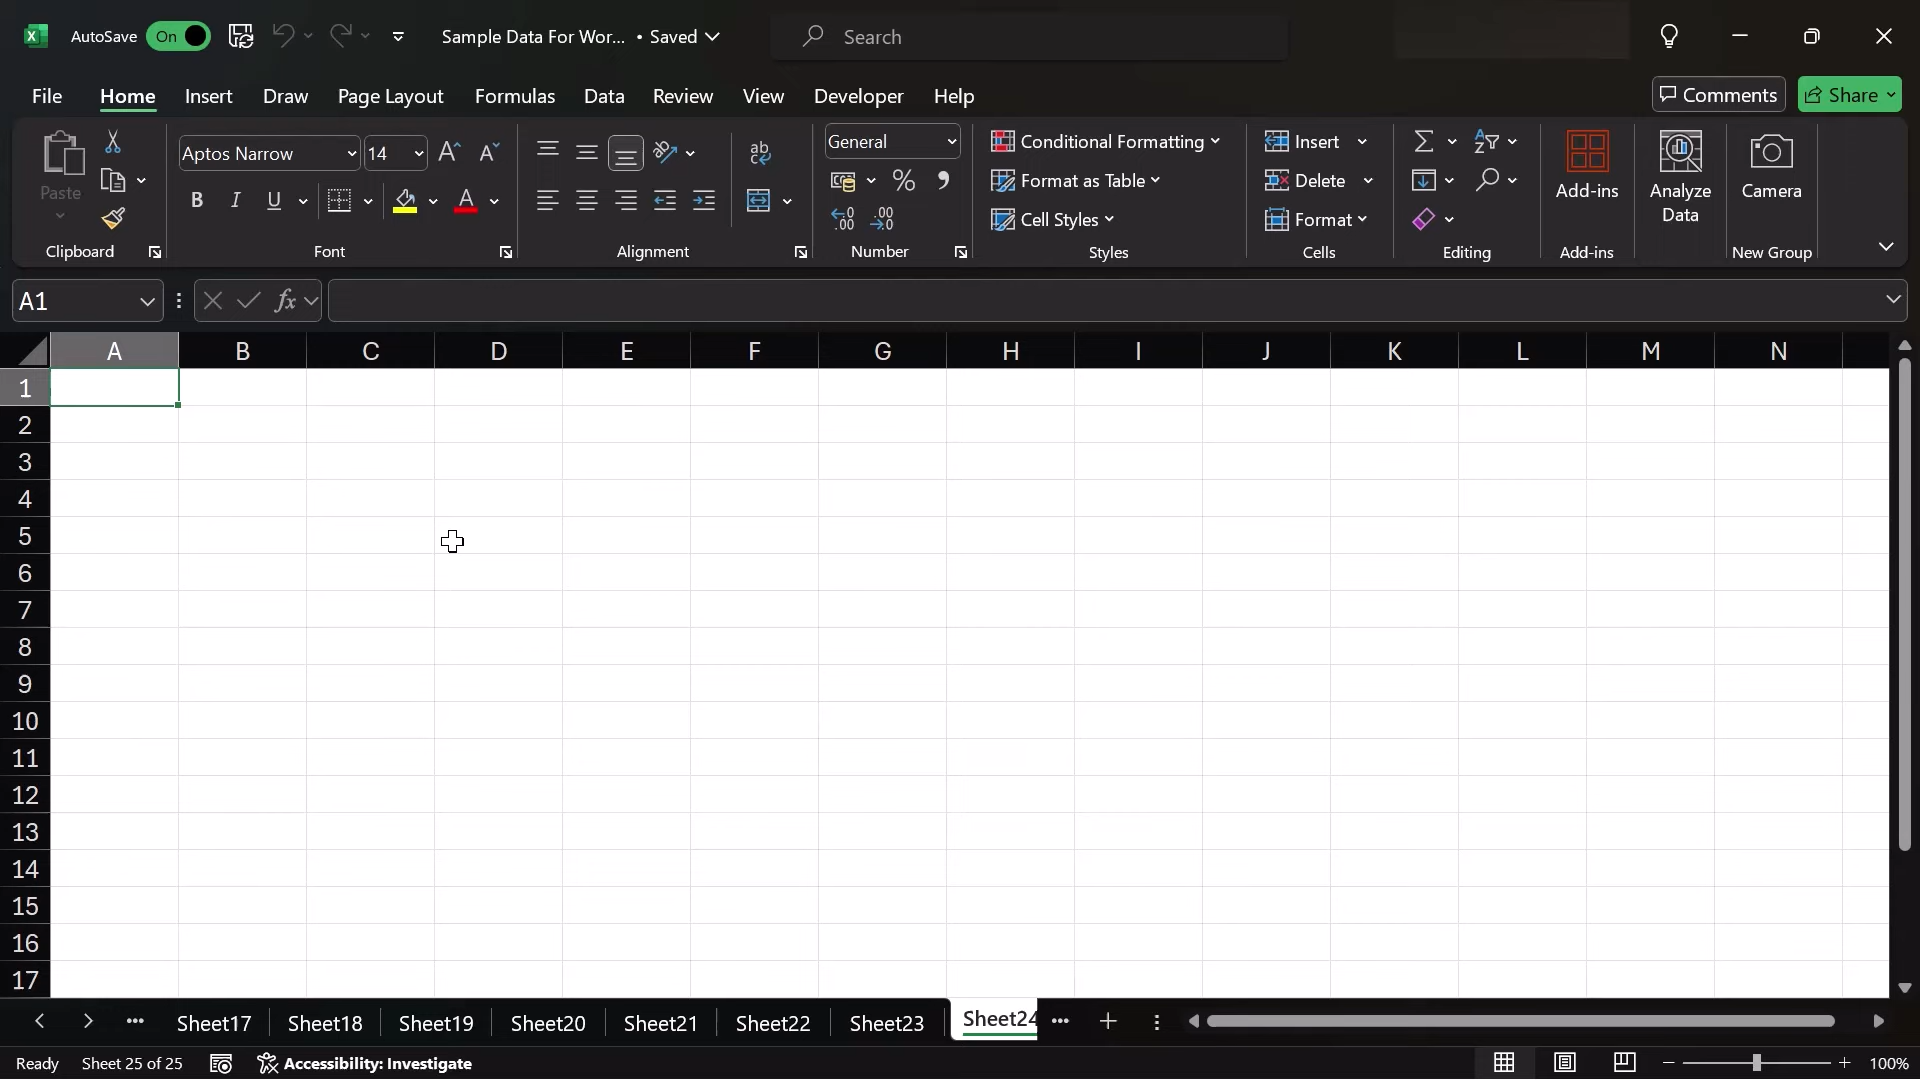 AutoSave On Sample Data For Wor... • Saved Search
File Home Insert Draw Page Layout Formulas Data Review View Developer Help Comments Share
Paste Aptos Narrow 14 General Conditional Formatting Insert Add-ins Analyze Data Camera
B I U % Format as Table Delete
Cell Styles Format
Clipboard Font Alignment Number Styles Cells Editing Add-ins New Group
A1 fx
A B C D E F G H I J K L M N
1
2
3
4
5
6
7
8
9
10
11
12
13
14
15
16
17
Sheet17 Sheet18 Sheet19 Sheet20 Sheet21 Sheet22 Sheet23 Sheet24
Ready Sheet 25 of 25 Accessibility: Investigate 100%